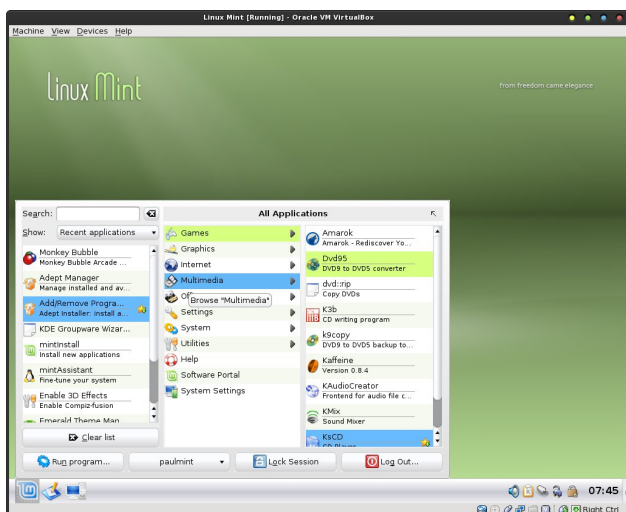 Linux Mint [Running] - Oracle VM VirtualBox
Machine View Devices Help
Linux Mint
from freedom came elegance
Search:
All Applications
Show: Recent applications
Monkey Bubble
Monkey Bubble Arcade ...
Adept Manager
Manage installed and av...
Add/Remove Progra...
Adept Installer: install a...
KDE Groupware Wizar...
mintInstall
Install new applications
mintAssistant
Fine-tune your system
Enable 3D Effects
Enable Compiz-fusion
Emerald Theme Man
Clear list
Games
Graphics
Internet
Multimedia
Browse "Multimedia"
Settings
System
Utilities
Help
Software Portal
System Settings
Amarok
Amarok - Rediscover Yo...
Dvd95
DVD9 to DVD5 converter
dvd::rip
Copy DVDs
K3b
CD writing program
k9copy
DVD9 to DVD5 backup to...
Kaffeine
Version 0.8.4
KAudioCreator
Frontend for audio file c...
KMix
Sound Mixer
KsCD
CD Player
Run program...
paulmint
Lock Session
Log Out...
07:45
Right Ctrl